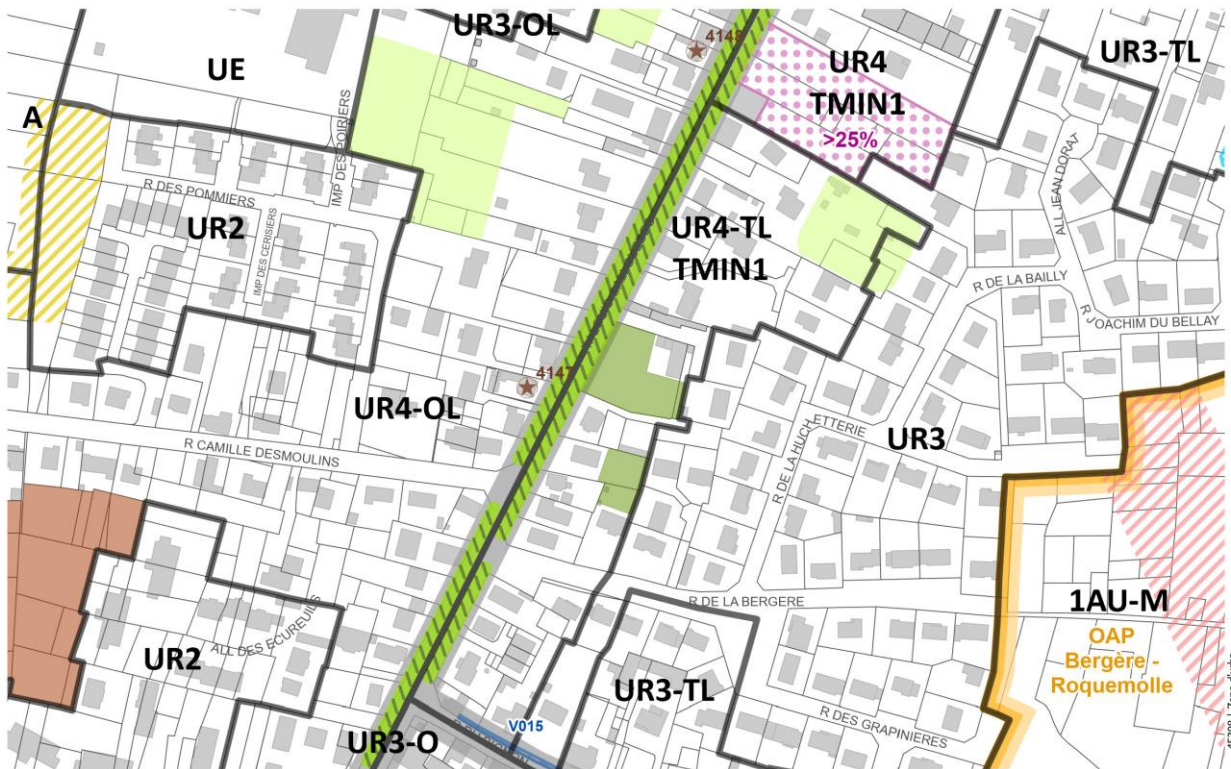 UR3-OL
4148
UR4
TMIN1
>25%
UR3-TL
UE
A
IMP DES POIRIERS
R DES POMMIERS
UR2
IMP DES CERISIERS
ALL JEAN DORAT
UR4-TL
TMIN1
R DE LA BAILLY
R JOACHIM DU BELLAY
4147
UR4-OL
R CAMILLE DESMOULINS
R DE LA HUCHETTERIE
UR3
R DE LA BERGERE
1AU-M
OAP
Bergère -
Roquemolle
ALL DES ECUREUILS
UR2
UR3-TL
V015
R DES GRAPINIERES
UR3-O